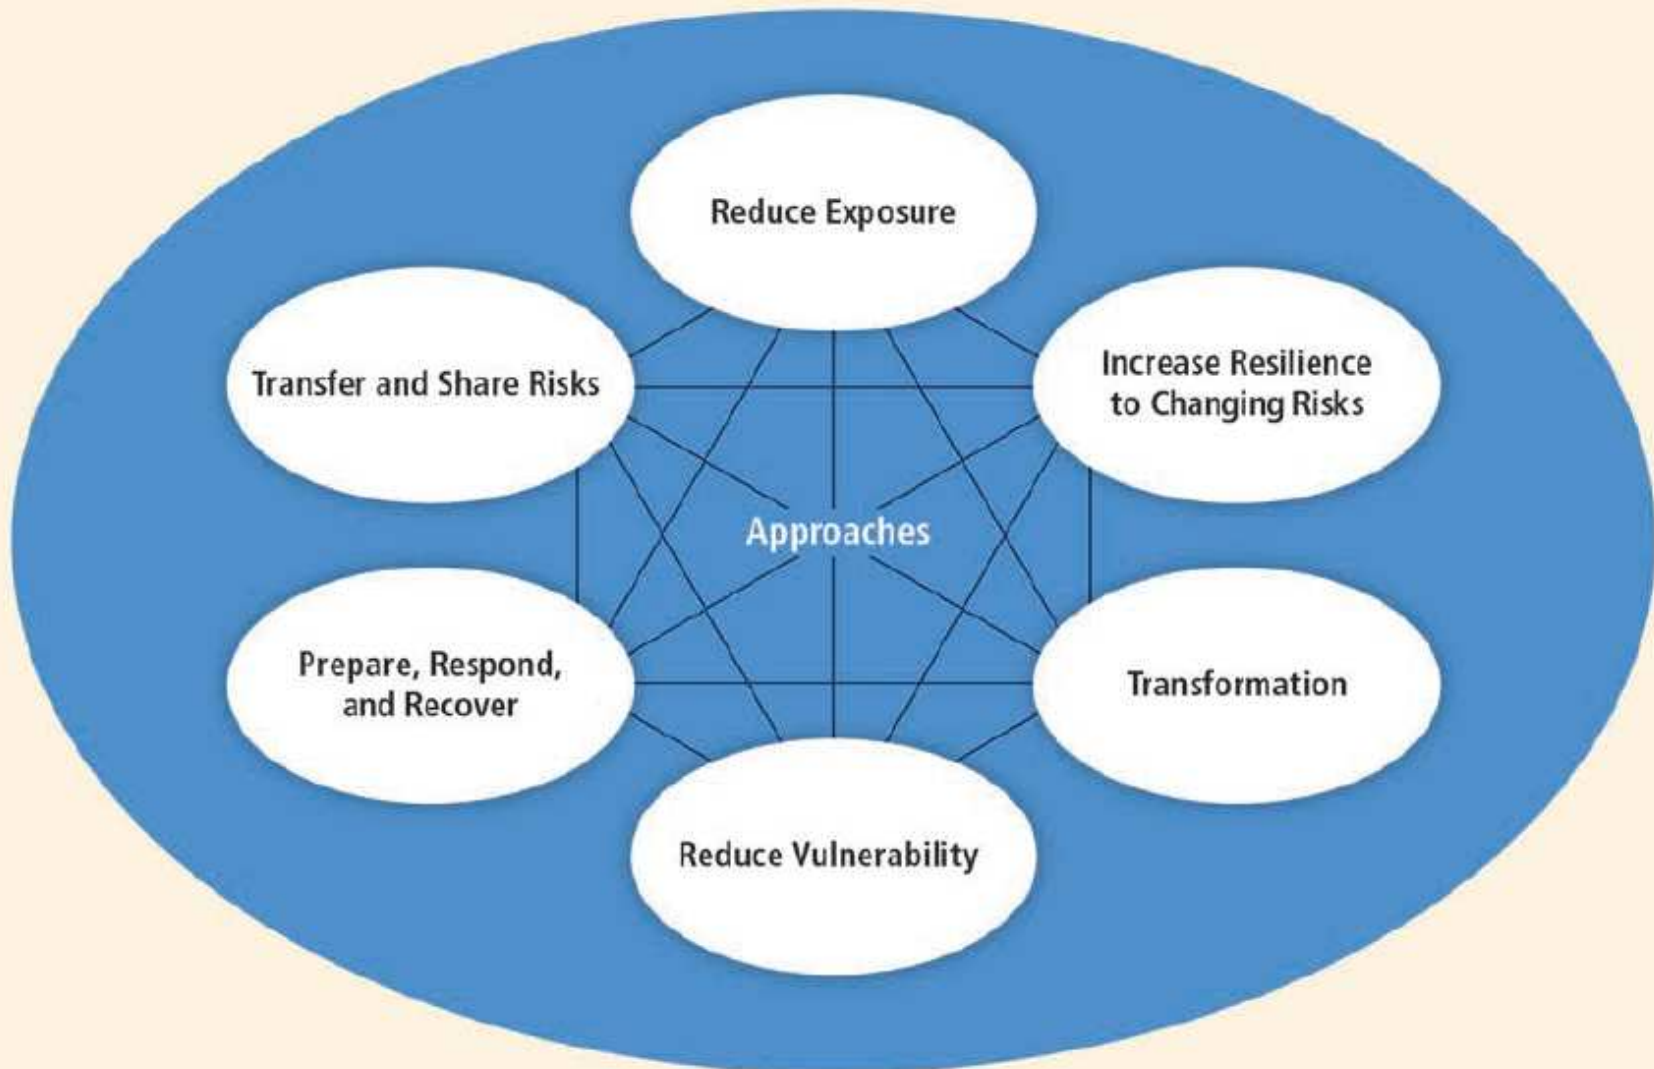 Reduce Exposure
Transfer and Share Risks
Increase Resilience
to Changing Risks
Approaches
Prepare, Respond,
and Recover
Transformation
Reduce Vulnerability